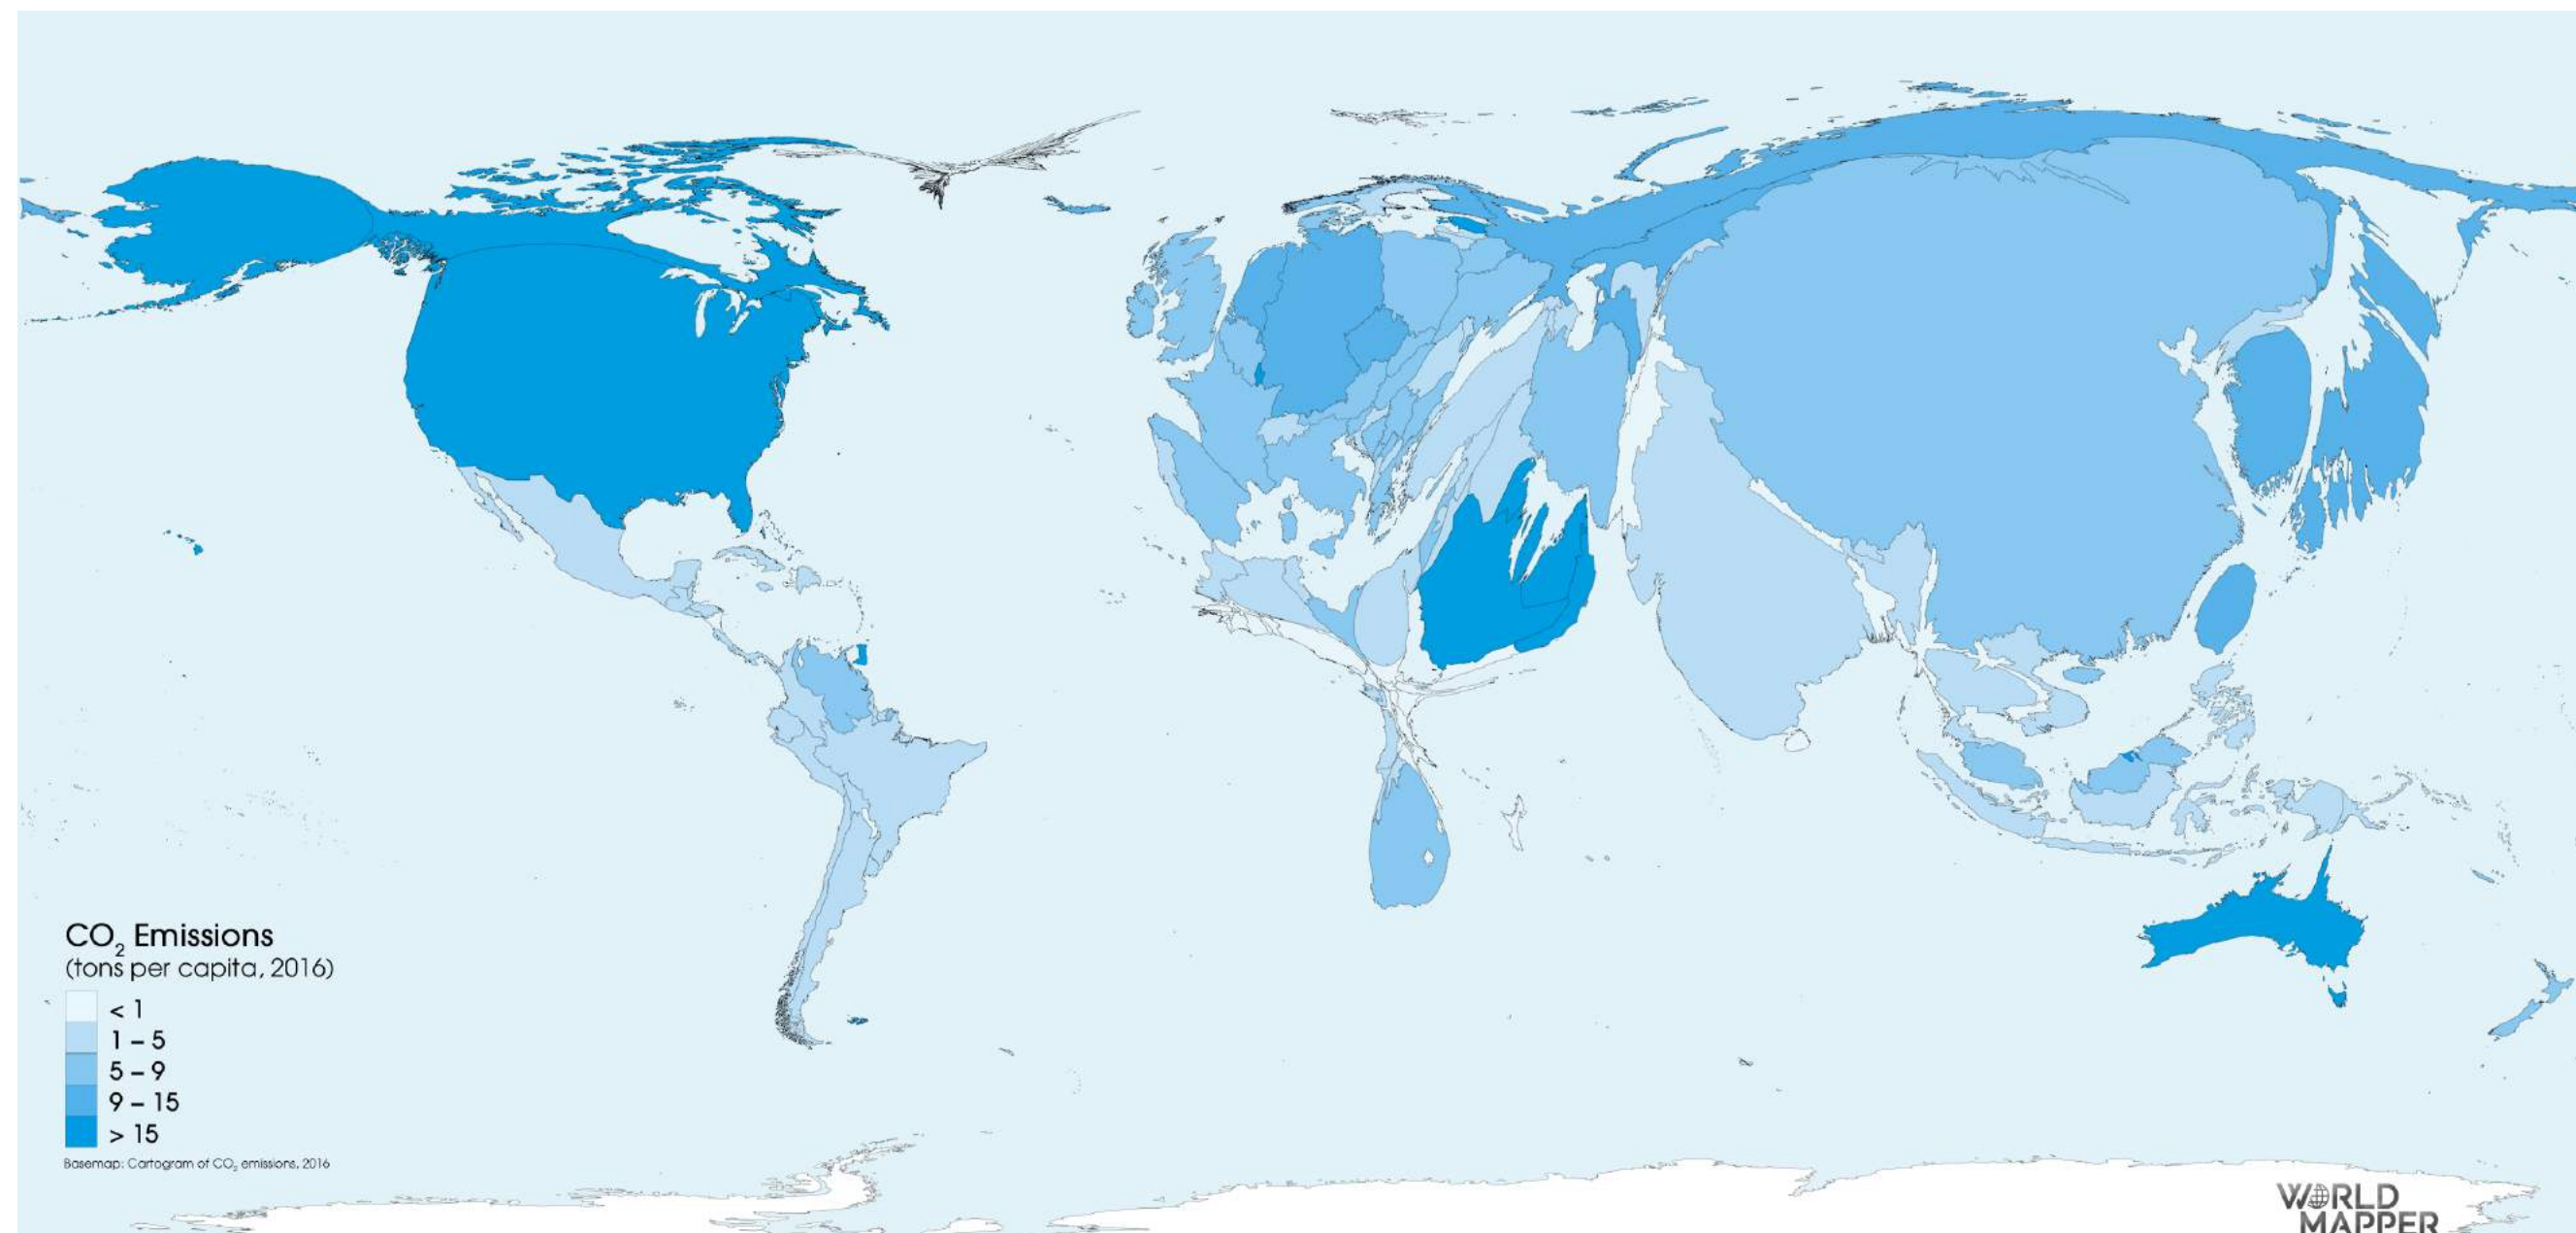 CO₂ Emissions
(tons per capita, 2016)
< 1
1 – 5
5 – 9
9 – 15
> 15
Basemap: Cartogram of CO₂ emissions, 2016
WORLD
MAPPER